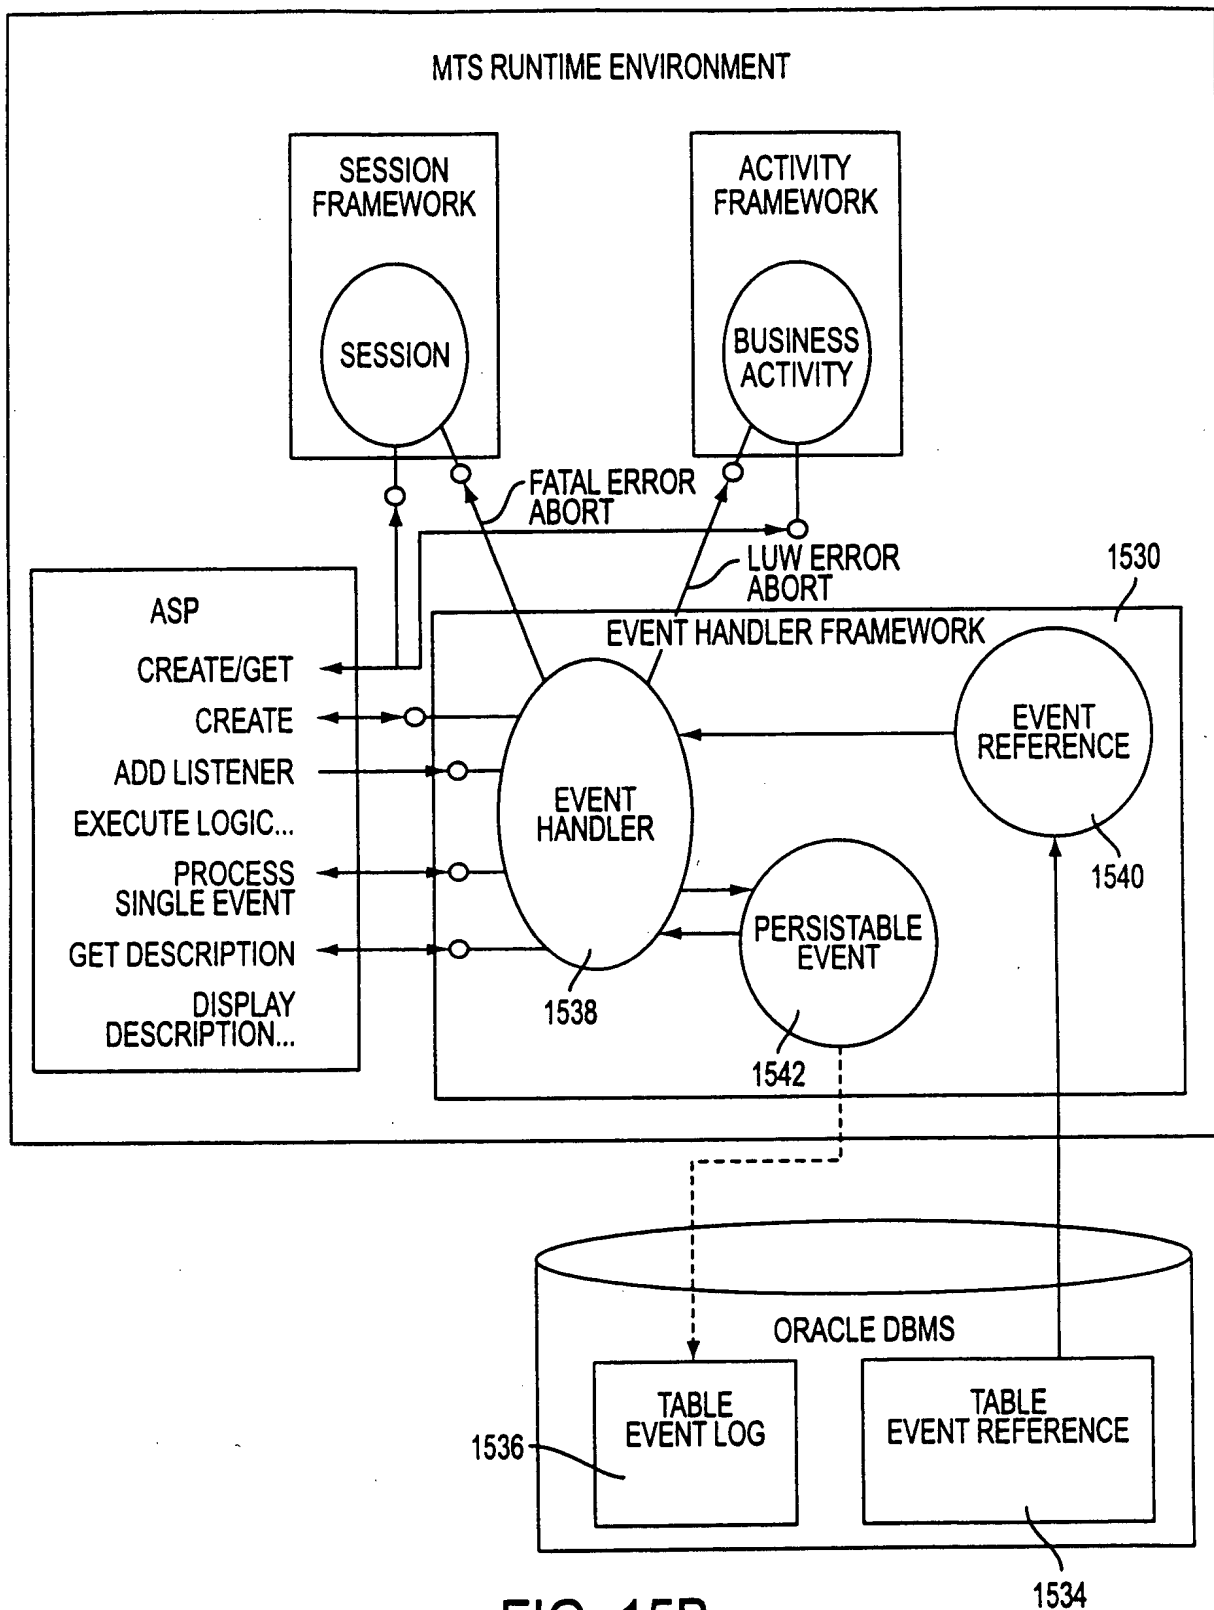 MTS RUNTIME ENVIRONMENT
SESSION
FRAMEWORK
SESSION
ACTIVITY
FRAMEWORK
BUSINESS
ACTIVITY
FATAL ERROR
ABORT
LUW ERROR
ABORT
1530
ASP
CREATE/GET
CREATE
ADD LISTENER
EXECUTE LOGIC...
PROCESS
SINGLE EVENT
GET DESCRIPTION
DISPLAY
DESCRIPTION...
EVENT HANDLER FRAMEWORK
EVENT
HANDLER
1538
EVENT
REFERENCE
1540
PERSISTABLE
EVENT
1542
ORACLE DBMS
TABLE
EVENT LOG
1536
TABLE
EVENT REFERENCE
1534